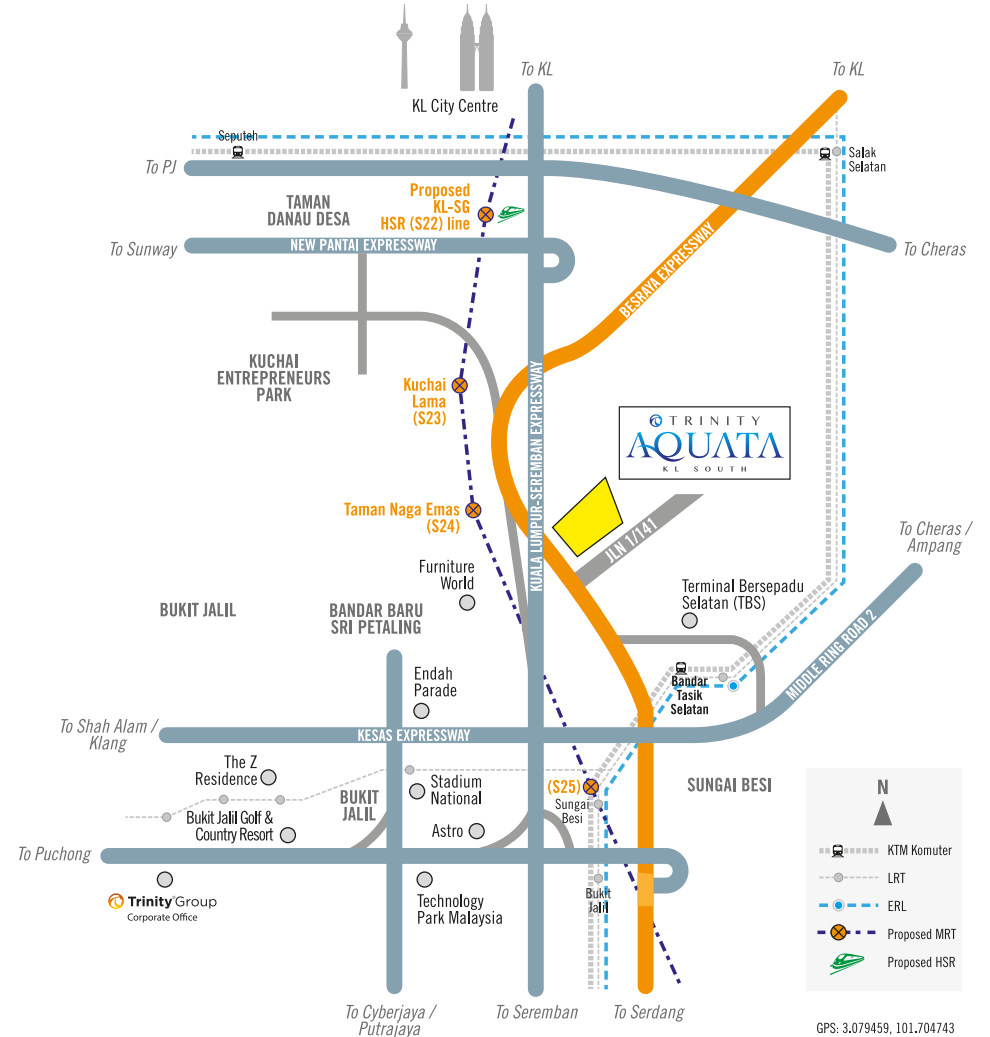 To KL
To KL
KL City Centre
Seputeh
Salak
Selatan
To PJ
Proposed
KL-SG
HSR (S22) line
TAMAN
DANAU DESA
To Sunway
NEW PANTAI EXPRESSWAY
To Cheras
BESRAYA EXPRESSWAY
KUCHAI
ENTREPRENEURS
PARK
Kuchai
Lama
(S23)
KUALA LUMPUR-SEREMBAN EXPRESSWAY
TRINITY
AQUATA
KL SOUTH
Taman Naga Emas
(S24)
JLN 1/141
To Cheras /
Ampang
Furniture
World
Terminal Bersepadu
Selatan (TBS)
BUKIT JALIL
BANDAR BARU
SRI PETALING
MIDDLE RING ROAD 2
Endah
Parade
Bandar
Tasik
Selatan
To Shah Alam /
Klang
KESAS EXPRESSWAY
The Z
Residence
Stadium
National
(S25)
Sungai
Besi
SUNGAI BESI
BUKIT
JALIL
Bukit Jalil Golf &
Country Resort
Astro
To Puchong
Trinity Group
Corporate Office
Technology
Park Malaysia
Bukit
Jalil
N
KTM Komuter
LRT
ERL
Proposed MRT
Proposed HSR
To Cyberjaya /
Putrajaya
To Seremban
To Serdang
GPS: 3.079459, 101.704743